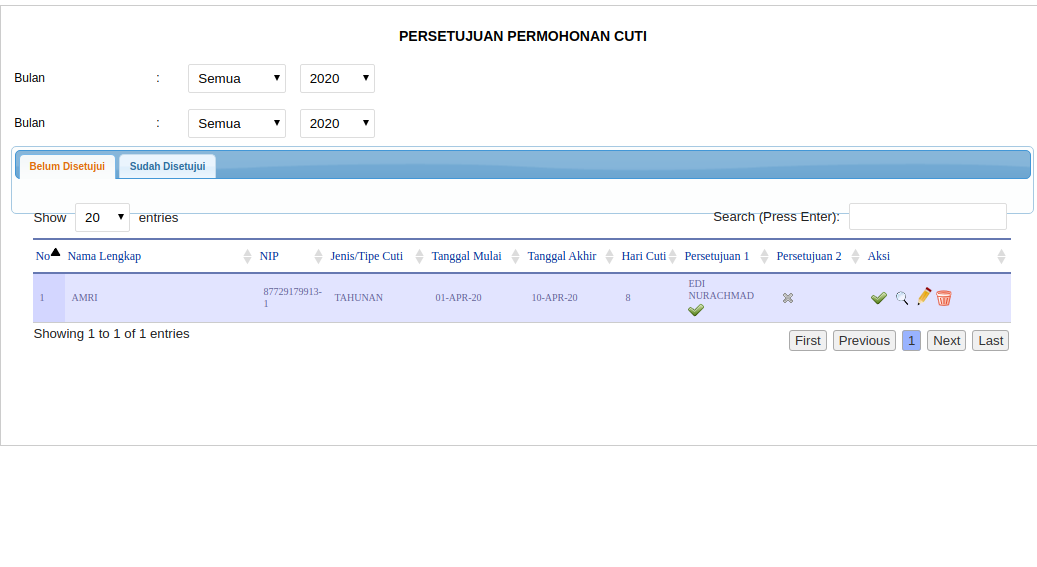 PERSETUJUAN PERMOHONAN CUTI
Bulan : Semua 2020
Bulan : Semua 2020
Belum Disetujui Sudah Disetujui
Show 20 entries Search (Press Enter):
No Nama Lengkap NIP Jenis/Tipe Cuti Tanggal Mulai Tanggal Akhir Hari Cuti Persetujuan 1 Persetujuan 2 Aksi
1 AMRI 87729179913-1 TAHUNAN 01-APR-20 10-APR-20 8 EDI NURACHMAD
Showing 1 to 1 of 1 entries First Previous 1 Next Last